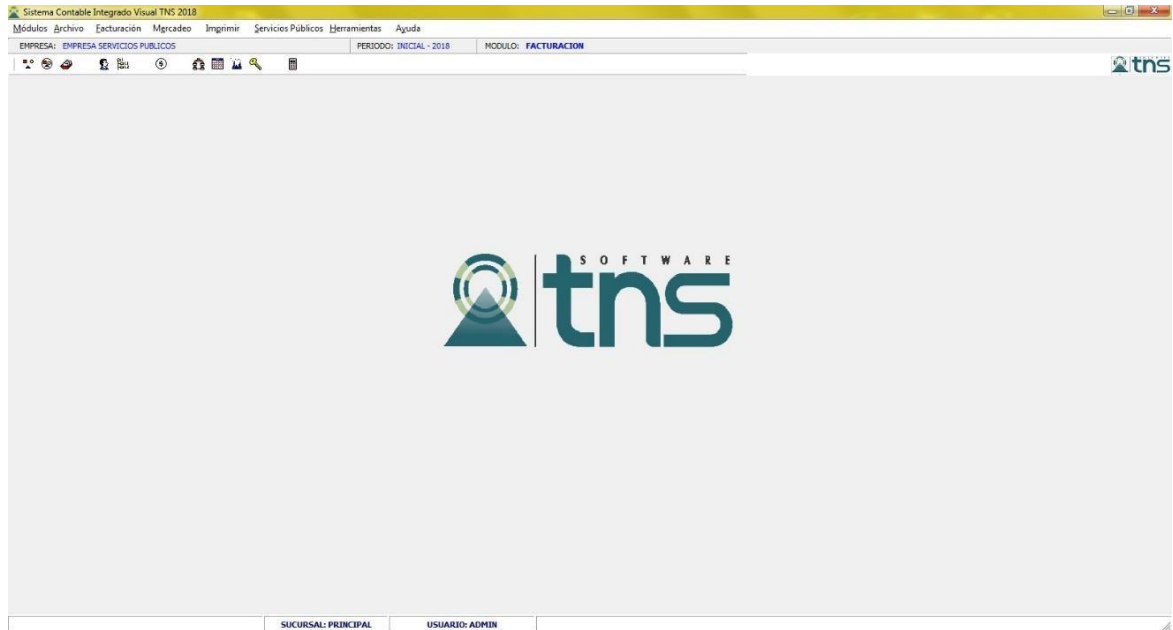 Sistema Contable Integrado Visual TNS 2018
Módulos Archivo Facturación Mercadeo Imprimir Servicios Públicos Herramientas Ayuda
EMPRESA: EMPRESA SERVICIOS PUBLICOS PERIODO: INICIAL - 2018 MODULO: FACTURACION
tns
SOFTWARE
tns
SUCURSAL: PRINCIPAL USUARIO: ADMIN